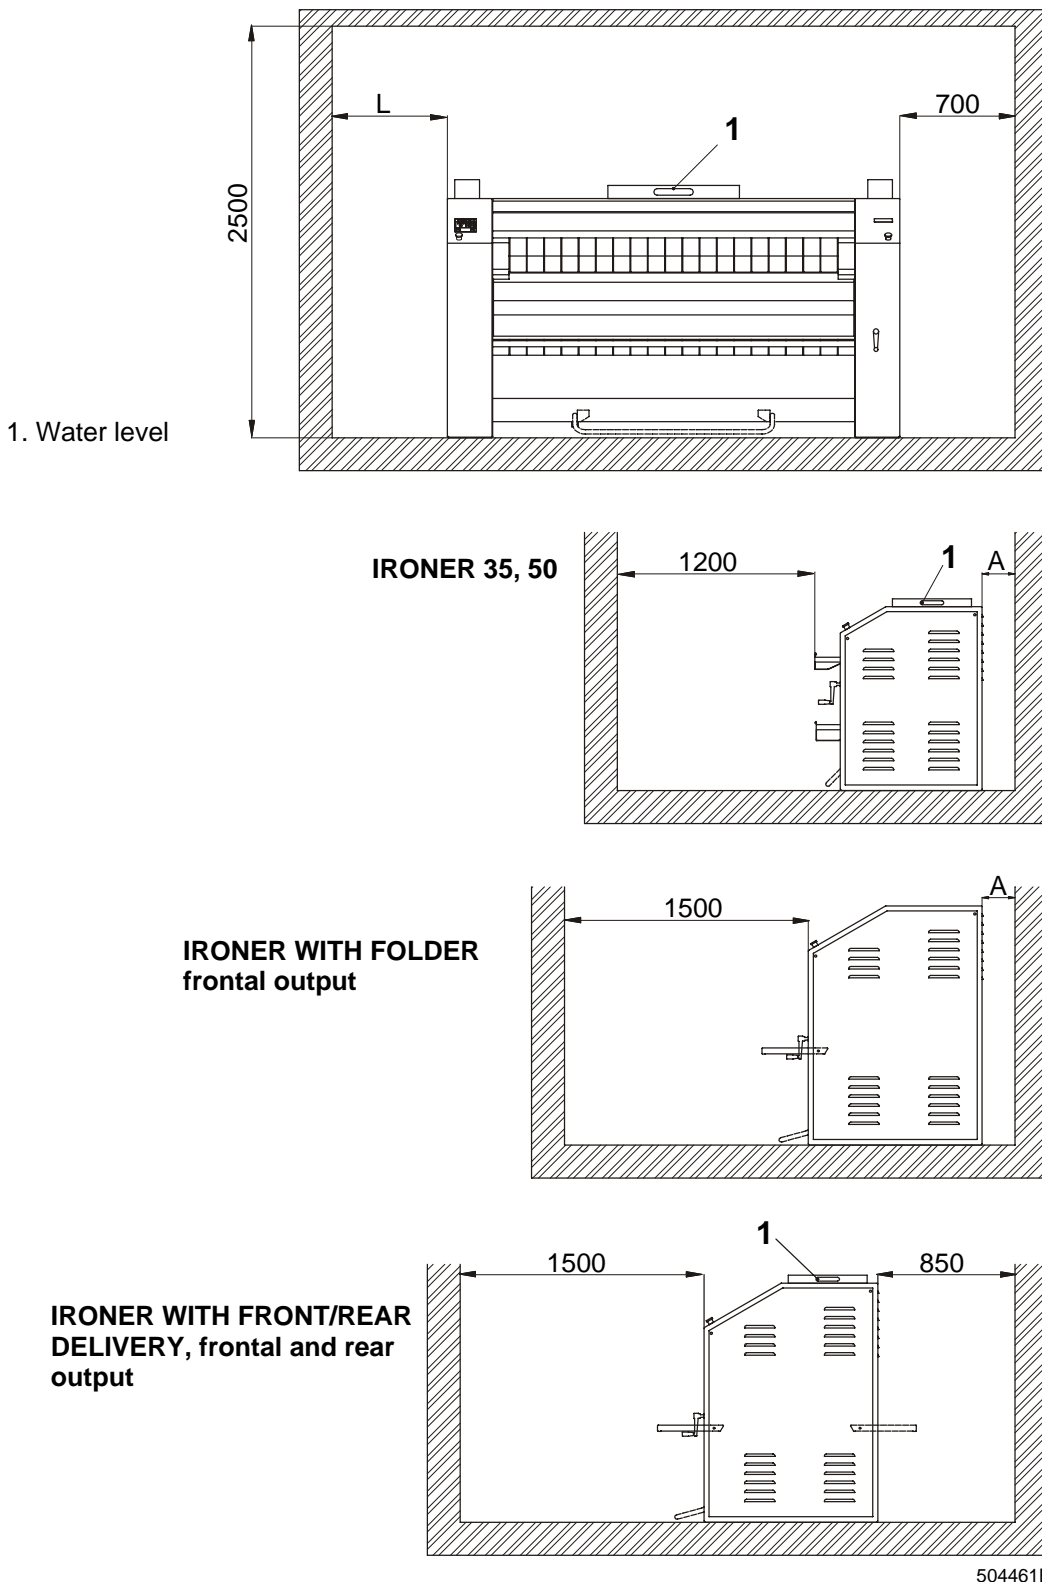 L
700
1
2500
1. Water level
IRONER 35, 50
1200
1
A
1500
A
IRONER WITH FOLDER
frontal output
1
1500
850
IRONER WITH FRONT/REAR
DELIVERY, frontal and rear
output